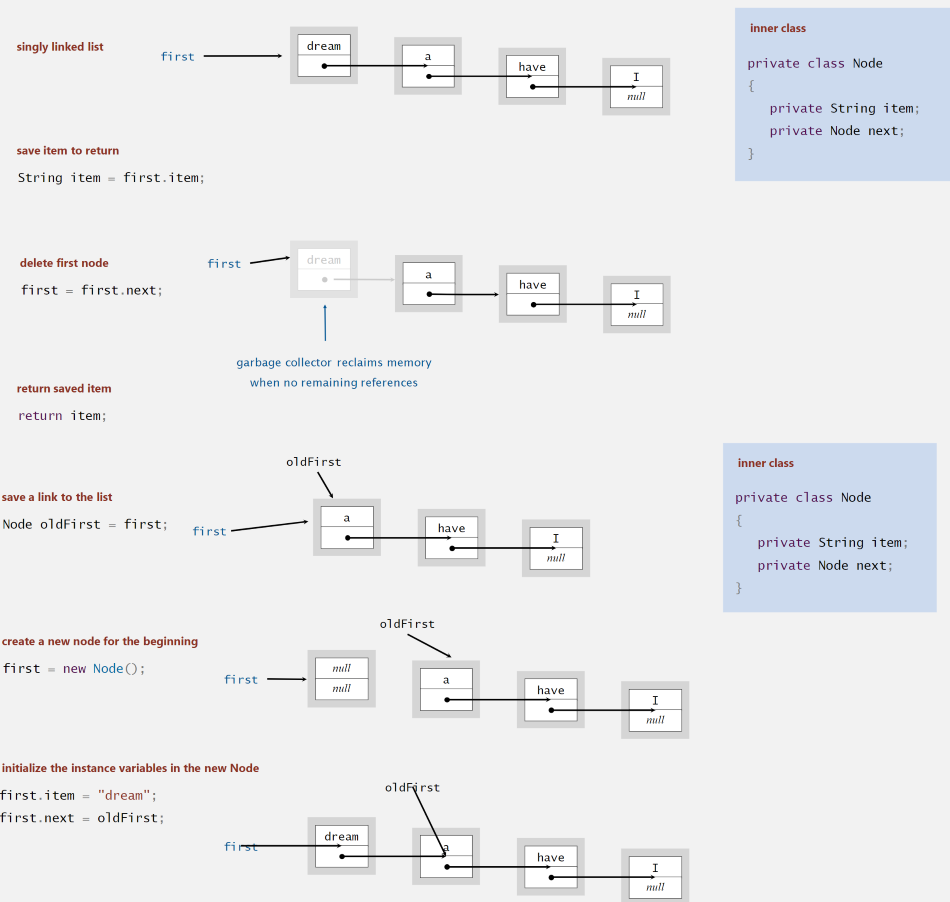 singly linked list
first
dream
a
have
I
null
inner class
private class Node
{
private String item;
private Node next;
}
save item to return
String item = first.item;
delete first node
first = first.next;
first
dream
a
have
I
null
garbage collector reclaims memory
when no remaining references
return saved item
return item;
save a link to the list
Node oldFirst = first;
oldFirst
first
a
have
I
null
inner class
private class Node
{
private String item;
private Node next;
}
create a new node for the beginning
first = new Node();
oldFirst
first
null
null
a
have
I
null
initialize the instance variables in the new Node
first.item = "dream";
first.next = oldFirst;
oldFirst
first
dream
a
have
I
null